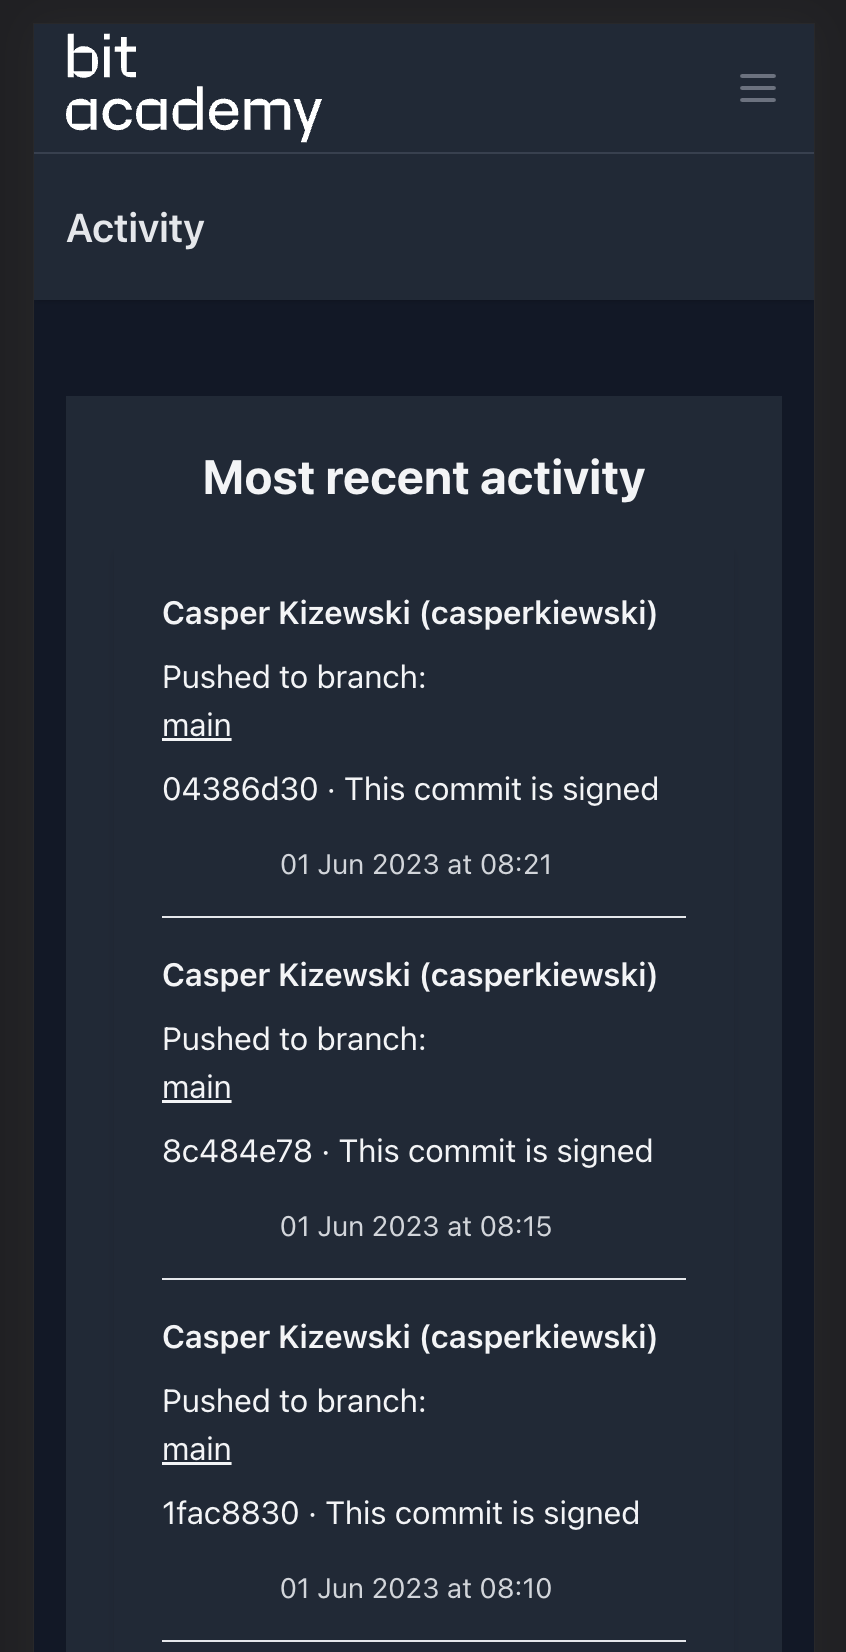 bit
academy
Activity
Most recent activity
Casper Kizewski (casperkiewski)
Pushed to branch:
main
04386d30 · This commit is signed
01 Jun 2023 at 08:21
Casper Kizewski (casperkiewski)
Pushed to branch:
main
8c484e78 · This commit is signed
01 Jun 2023 at 08:15
Casper Kizewski (casperkiewski)
Pushed to branch:
main
1fac8830 · This commit is signed
01 Jun 2023 at 08:10